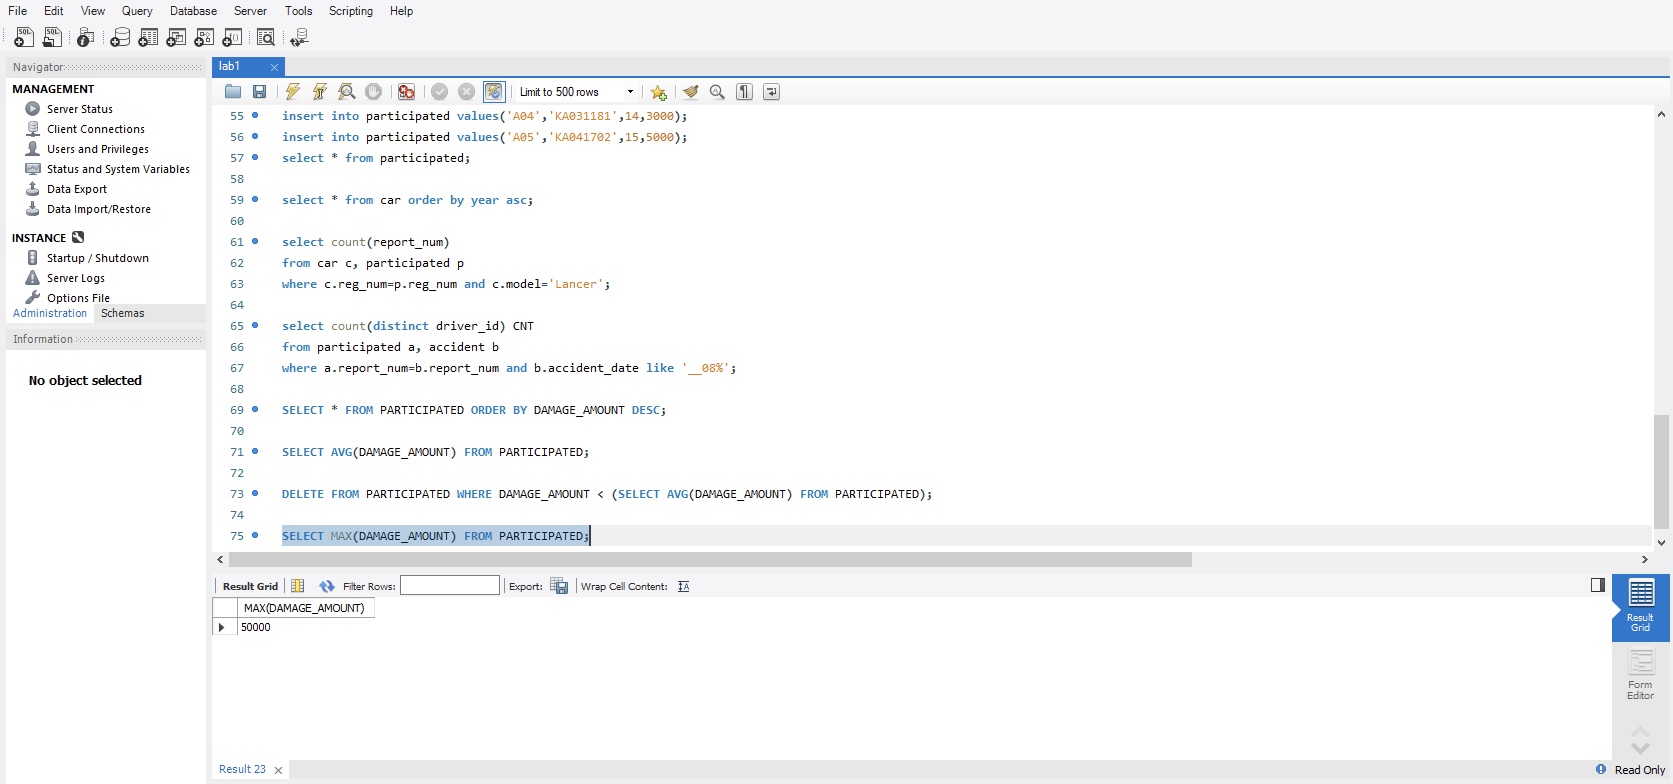 File Edit View Query Database Server Tools Scripting Help
Navigator
MANAGEMENT
Server Status
Client Connections
Users and Privileges
Status and System Variables
Data Export
Data Import/Restore
INSTANCE
Startup / Shutdown
Server Logs
Options File
Administration Schemas
Information
No object selected
lab1
Limit to 500 rows
55 insert into participated values('A04','KA031181',14,3000);
56 insert into participated values('A05','KA041702',15,5000);
57 select * from participated;
58
59 select * from car order by year asc;
60
61 select count(report_num)
62 from car c, participated p
63 where c.reg_num=p.reg_num and c.model='Lancer';
64
65 select count(distinct driver_id) CNT
66 from participated a, accident b
67 where a.report_num=b.report_num and b.accident_date like '__08%';
68
69 SELECT * FROM PARTICIPATED ORDER BY DAMAGE_AMOUNT DESC;
70
71 SELECT AVG(DAMAGE_AMOUNT) FROM PARTICIPATED;
72
73 DELETE FROM PARTICIPATED WHERE DAMAGE_AMOUNT < (SELECT AVG(DAMAGE_AMOUNT) FROM PARTICIPATED);
74
75 SELECT MAX(DAMAGE_AMOUNT) FROM PARTICIPATED;
Result Grid Filter Rows: Export: Wrap Cell Content:
MAX(DAMAGE_AMOUNT)
50000
Result
Grid
Form
Editor
Result 23
Read Only